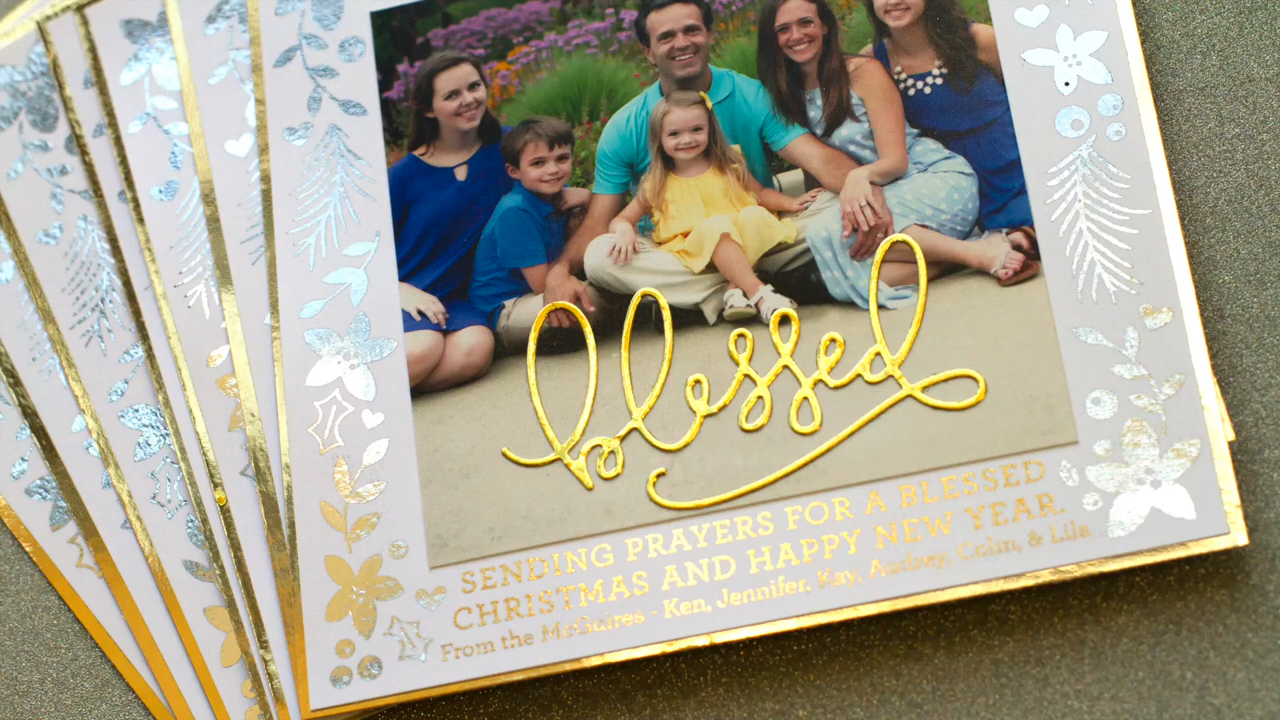 blessed
SENDING PRAYERS FOR A BLESSED
CHRISTMAS AND HAPPY NEW YEAR.
From the McGuires - Ken, Jennifer, Kay, Audrey, Colin, & Lila